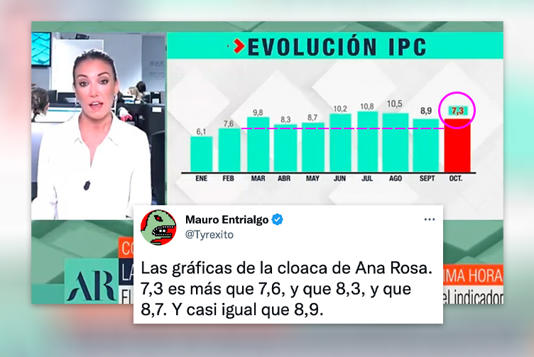 EVOLUCIÓN IPC
6,1
7,6
9,8
8,3
8,7
10,2
10,8
10,5
8,9
7,3
ENE FEB MAR ABR MAY JUN JUL AGO SEPT OCT.
Mauro Entrialgo
@Tyrexito
Las gráficas de la cloaca de Ana Rosa.
7,3 es más que 7,6, y que 8,3, y que
8,7. Y casi igual que 8,9.
AR
IMA HORA
el indicador